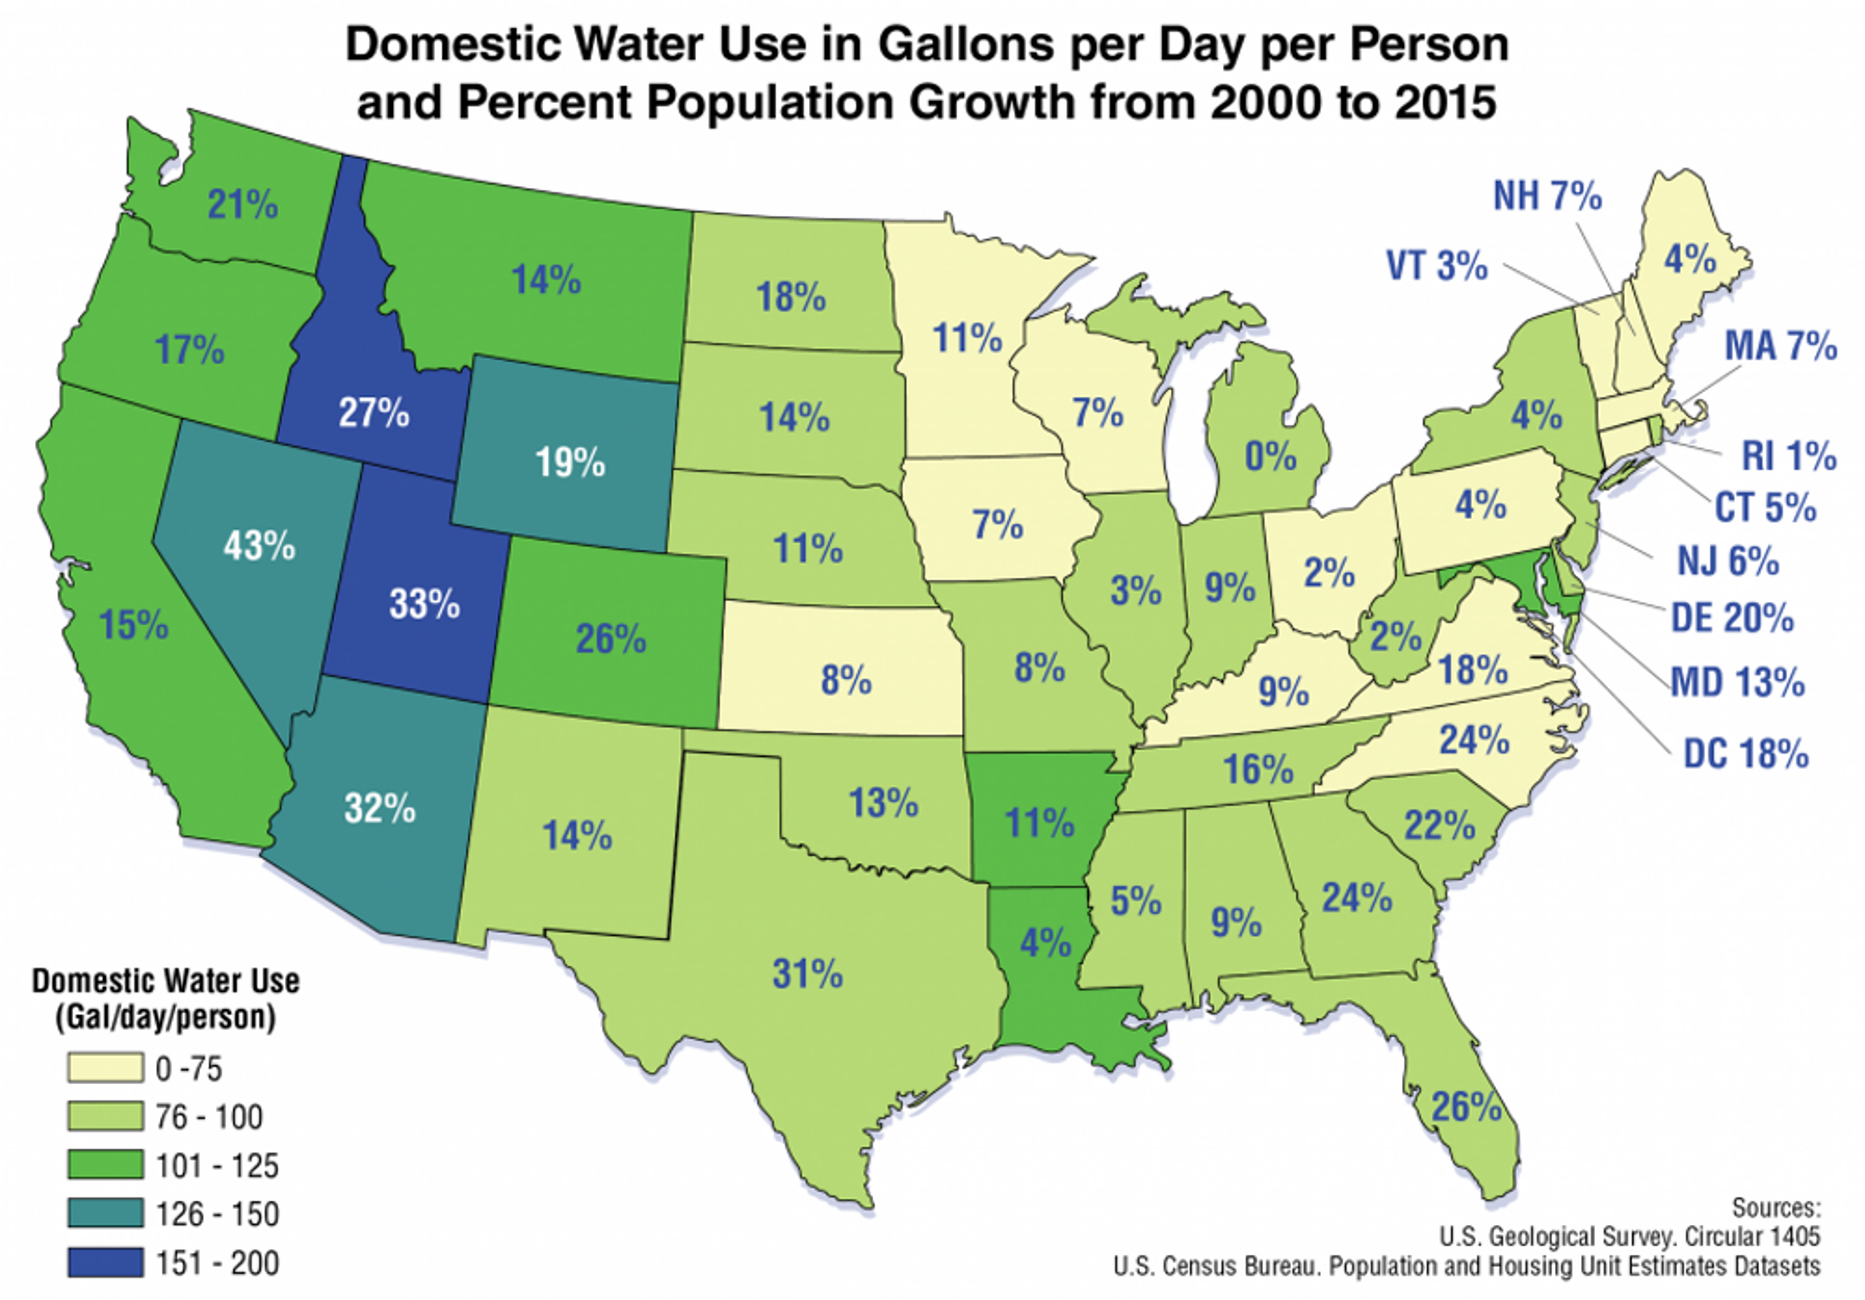 Domestic Water Use in Gallons per Day per Person
and Percent Population Growth from 2000 to 2015
NH 7%
VT 3%
4%
21%
14%
18%
11%
17%
27%
19%
14%
7%
0%
4%
MA 7%
RI 1%
CT 5%
43%
11%
7%
4%
NJ 6%
15%
33%
26%
8%
8%
3%
9%
2%
2%
18%
DE 20%
MD 13%
DC 18%
9%
24%
16%
32%
14%
13%
11%
22%
31%
4%
5%
9%
24%
26%
Domestic Water Use
(Gal/day/person)
0 -75
76 - 100
101 - 125
126 - 150
151 - 200
Sources:
U.S. Geological Survey. Circular 1405
U.S. Census Bureau. Population and Housing Unit Estimates Datasets